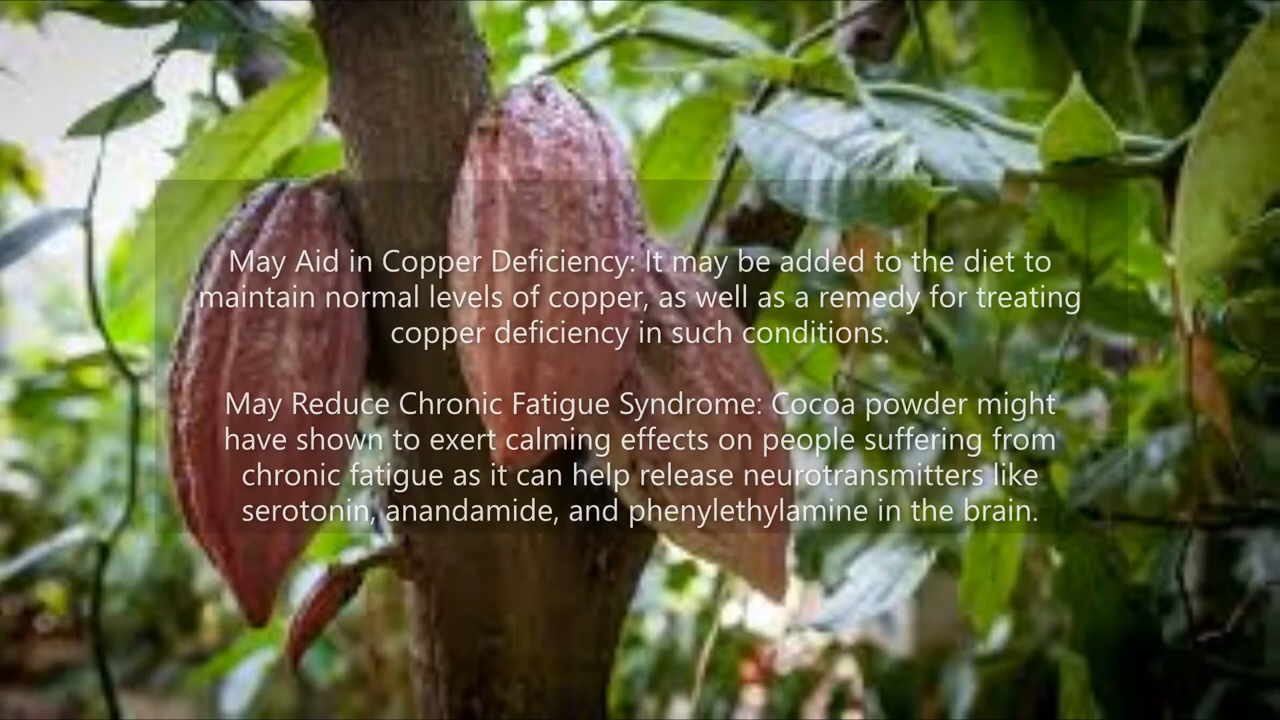 May Aid in Copper Deficiency: It may be added to the diet to
maintain normal levels of copper, as well as a remedy for treating
copper deficiency in such conditions.
May Reduce Chronic Fatigue Syndrome: Cocoa powder might
have shown to exert calming effects on people suffering from
chronic fatigue as it can help release neurotransmitters like
serotonin, anandamide, and phenylethylamine in the brain.